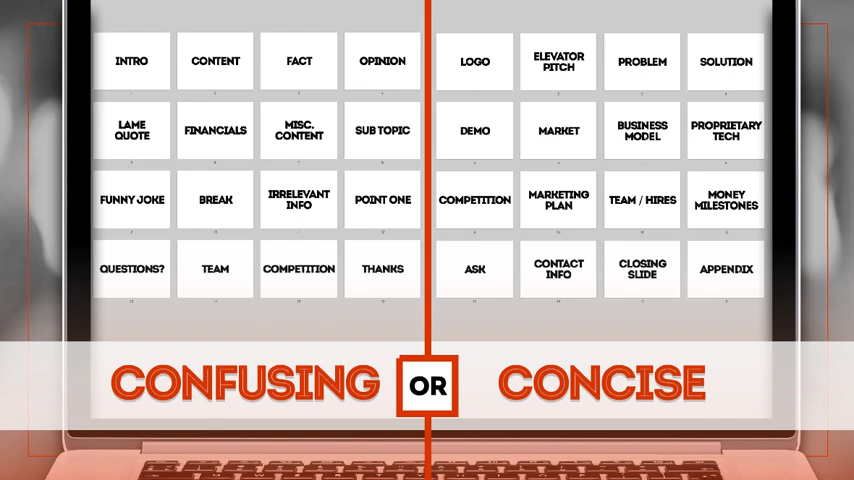 INTRO
CONTENT
FACT
OPINION
LAME
QUOTE
FINANCIALS
MISC.
CONTENT
SUB TOPIC
FUNNY JOKE
BREAK
IRRELEVANT
INFO
POINT ONE
QUESTIONS?
TEAM
COMPETITION
THANKS
LOGO
ELEVATOR
PITCH
PROBLEM
SOLUTION
DEMO
MARKET
BUSINESS
MODEL
PROPRIETARY
TECH
COMPETITION
MARKETING
PLAN
TEAM / HIRES
MONEY
MILESTONES
ASK
CONTACT
INFO
CLOSING
SLIDE
APPENDIX
CONFUSING
OR
CONCISE